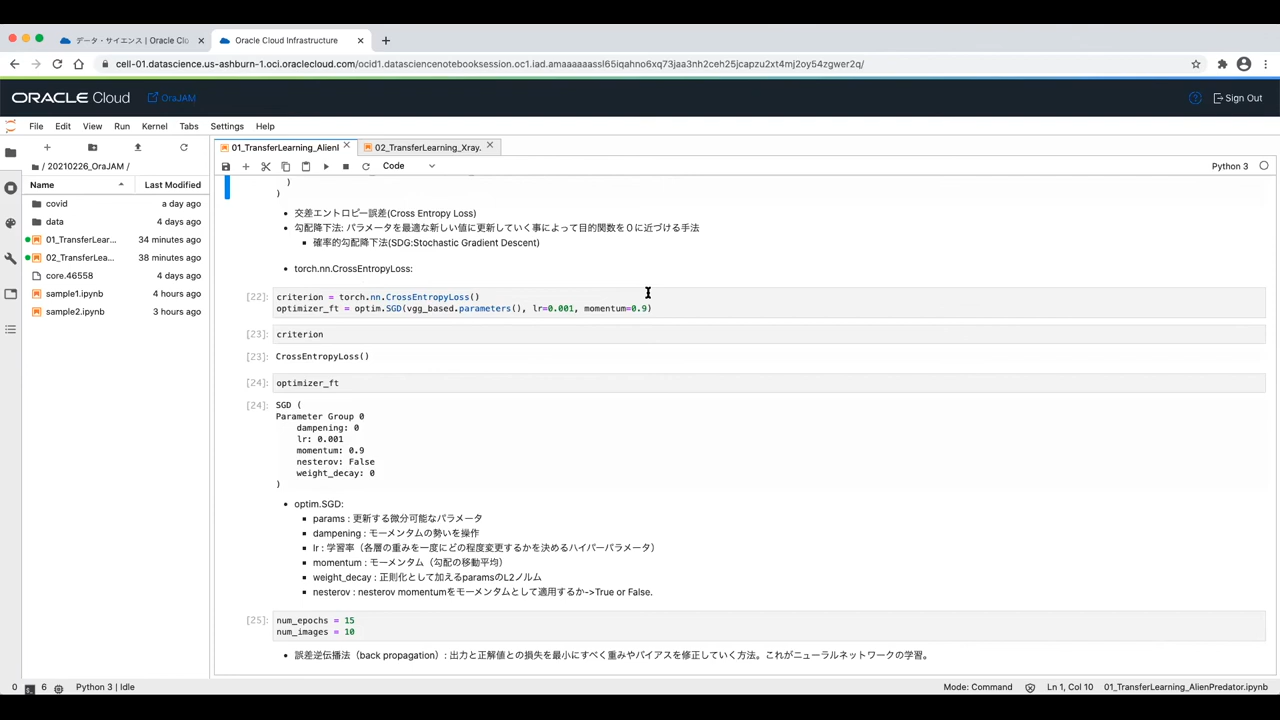 データ・サイエンス | Oracle Clo
Oracle Cloud Infrastructure
cell-01.datascience.us-ashburn-1.oci.oraclecloud.com/ocid1.datasciencenotebooksession.oc1.iad.amaaaaaassl65iqahno6xq73jaa3nh2ceh25jcapzu2xt4mj2oy54zgwer2q/
ORACLE Cloud
OraJAM
Sign Out
File Edit View Run Kernel Tabs Settings Help
01_TransferLearning_AlienI
02_TransferLearning_Xray.
/ 20210226_OraJAM /
Code
Python 3
Name
Last Modified
covid a day ago
data 4 days ago
01_TransferLear... 34 minutes ago
02_TransferLea... 38 minutes ago
core.46558 4 days ago
sample1.ipynb 4 hours ago
sample2.ipynb 3 hours ago
)
)
交差エントロピー誤差(Cross Entropy Loss)
勾配降下法: パラメータを最適な新しい値に更新していく事によって目的関数を０に近づける手法
確率的勾配降下法(SDG:Stochastic Gradient Descent)
torch.nn.CrossEntropyLoss:
[22]: criterion = torch.nn.CrossEntropyLoss()
optimizer_ft = optim.SGD(vgg_based.parameters(), lr=0.001, momentum=0.9)
[23]: criterion
[23]: CrossEntropyLoss()
[24]: optimizer_ft
[24]: SGD (
Parameter Group 0
dampening: 0
lr: 0.001
momentum: 0.9
nesterov: False
weight_decay: 0
)
optim.SGD:
params : 更新する微分可能なパラメータ
dampening : モーメンタムの勢いを操作
lr : 学習率（各層の重みを一度にどの程度変更するかを決めるハイパーパラメータ）
momentum : モーメンタム（勾配の移動平均）
weight_decay : 正則化として加えるparamsのL2ノルム
nesterov : nesterov momentumをモーメンタムとして適用するか->True or False.
[25]: num_epochs = 15
num_images = 10
誤差逆伝播法（back propagation）: 出力と正解値との損失を最小にすべく重みやバイアスを修正していく方法。これがニューラルネットワークの学習。
0
6
Python 3 | Idle
Mode: Command
Ln 1, Col 10
01_TransferLearning_AlienPredator.ipynb